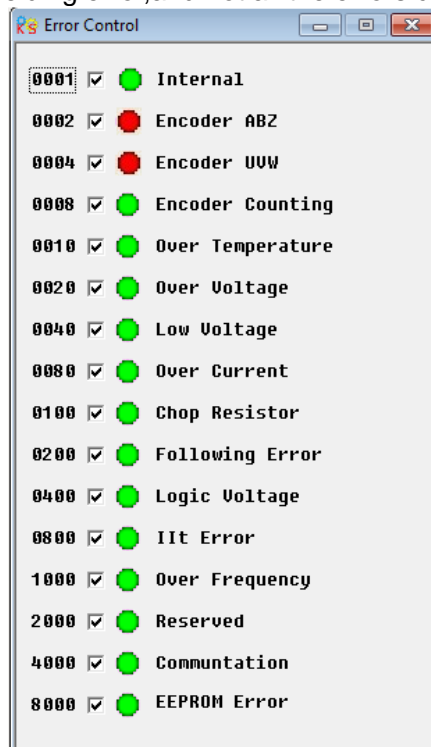 Error Control
0001 Internal
0002 Encoder ABZ
0004 Encoder UVW
0008 Encoder Counting
0010 Over Temperature
0020 Over Voltage
0040 Low Voltage
0080 Over Current
0100 Chop Resistor
0200 Following Error
0400 Logic Voltage
0800 IIt Error
1000 Over Frequency
2000 Reserved
4000 Communtation
8000 EEPROM Error